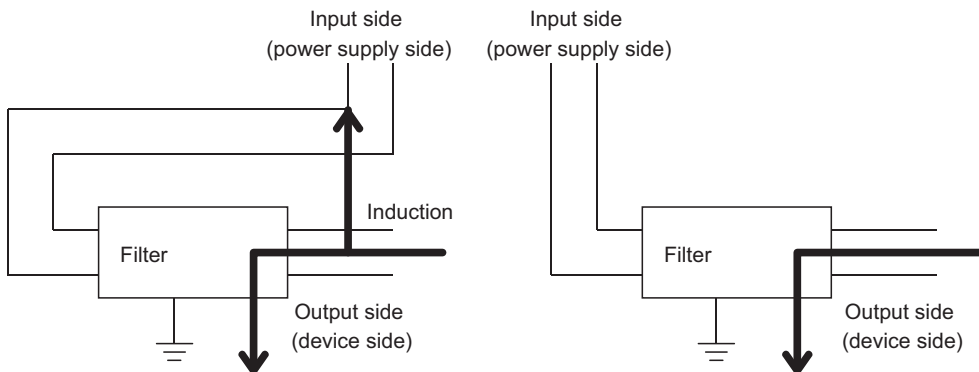 Input side
(power supply side)
Induction
Filter
Output side
(device side)
Input side
(power supply side)
Filter
Output side
(device side)